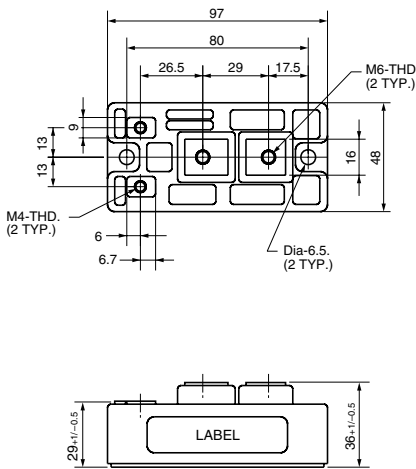 97
80
26.5
29
17.5
M6-THD
(2 TYP.)
9
13
13
16
48
M4-THD.
(2 TYP.)
6
6.7
Dia-6.5.
(2 TYP.)
29+1/-0.5
LABEL
36+1/-0.5